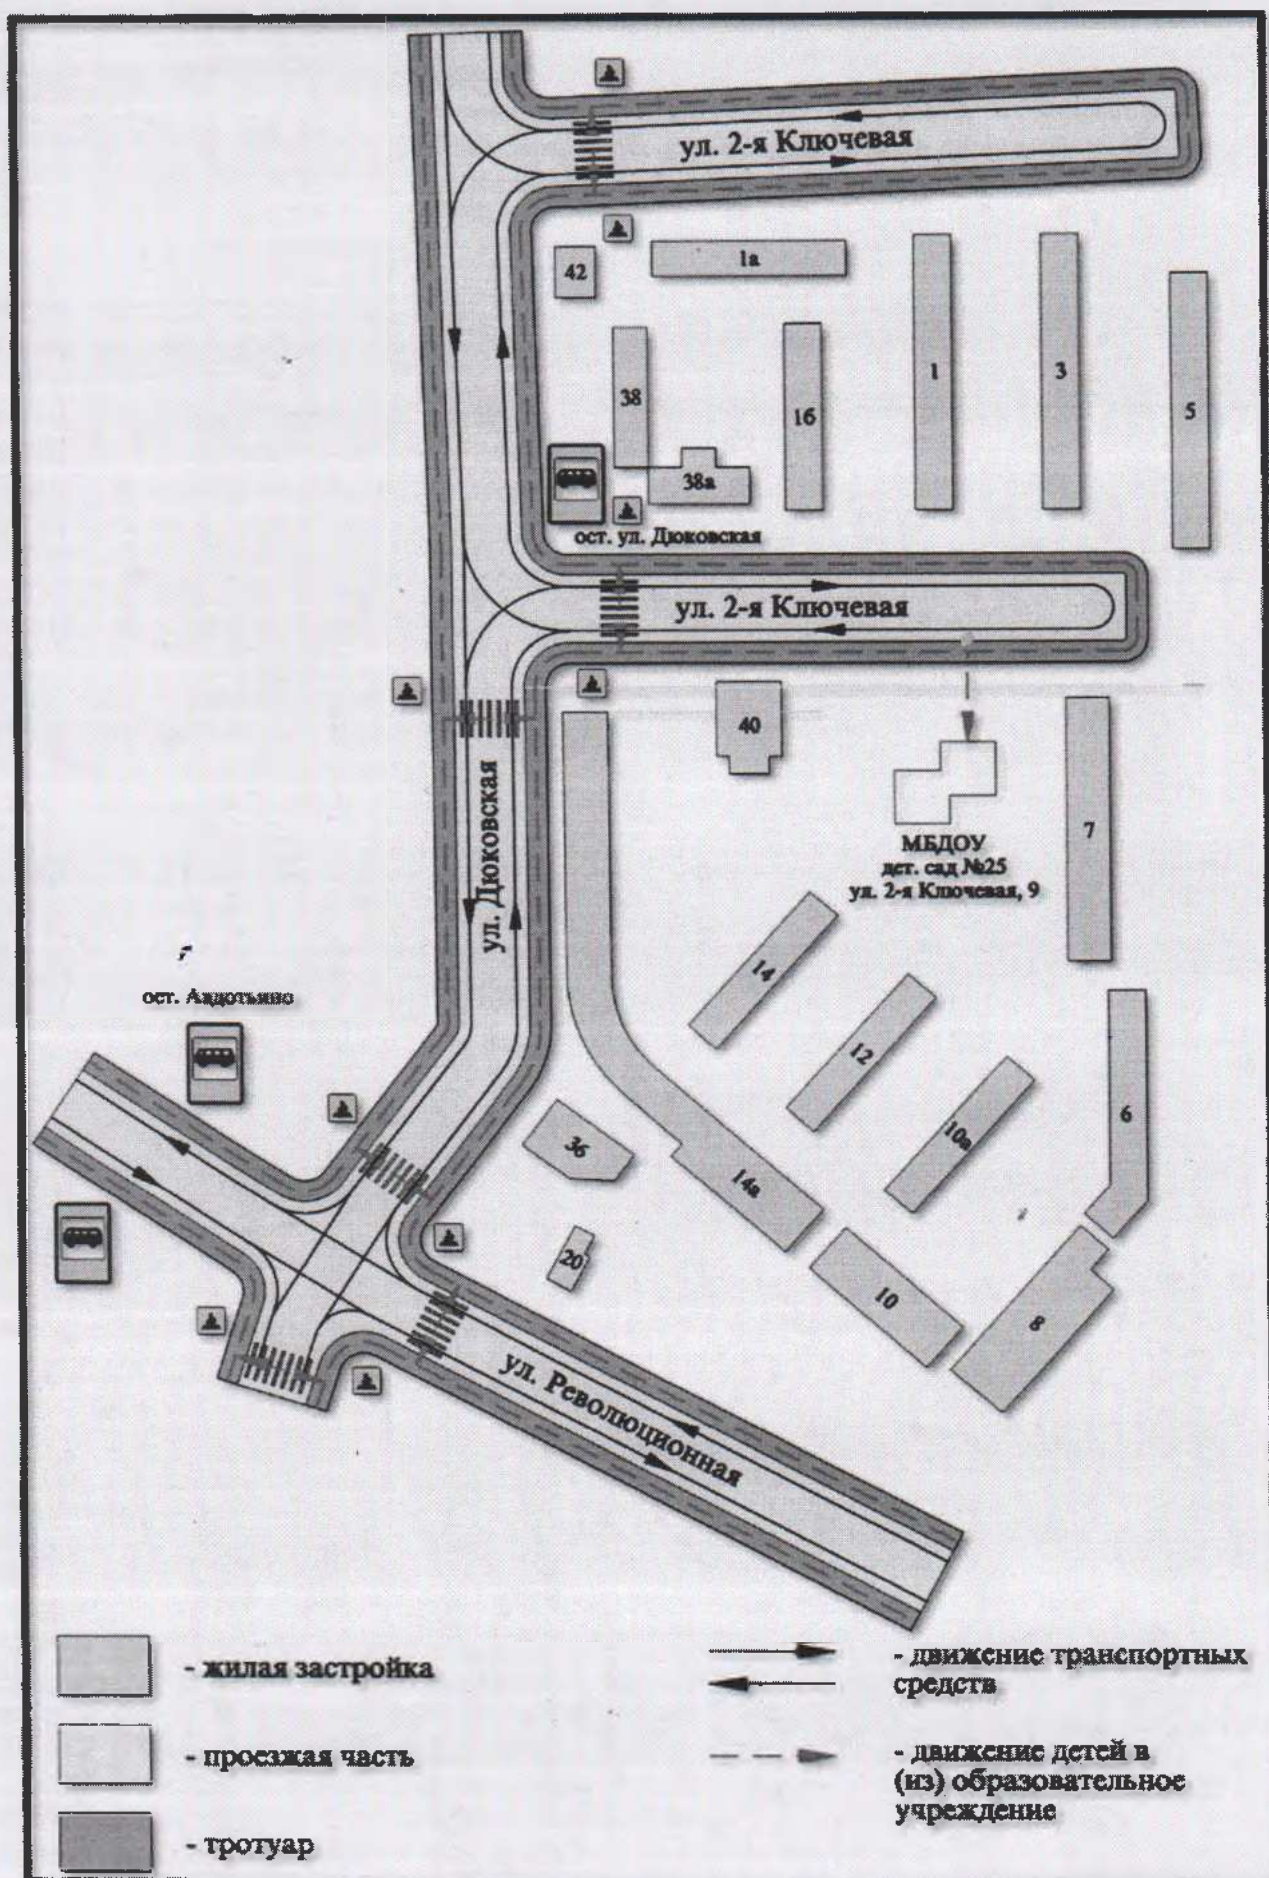 ул. 2-я Ключевая
42
1а
38
16
1
3
5
38а
ост. ул. Дюковская
ул. 2-я Ключевая
40
7
МБДОУ
дет. сад №25
ул. 2-я Ключевая, 9
ул. Дюковская
14
12
10а
6
ост. Авдотьино
36
14а
20
10
8
ул. Революционная
- жилая застройка
- проезжая часть
- тротуар
- движение транспортных
средств
- движение детей в
(из) образовательное
учреждение